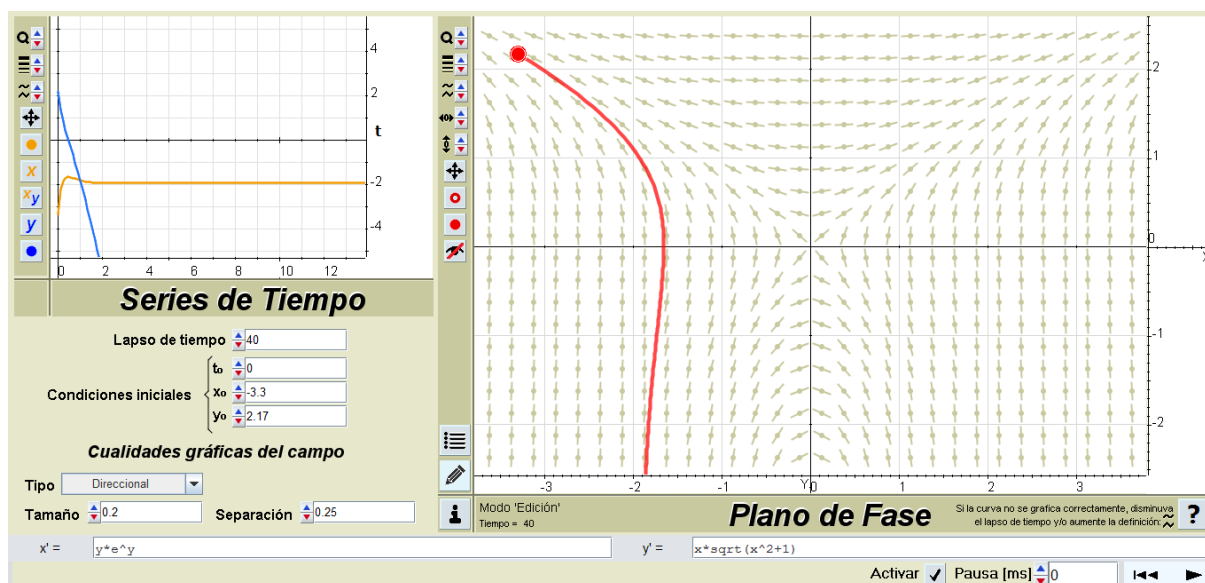 4
2
t
-2
-4
x
x y
y
0 2 4 6 8 10 12
Series de Tiempo
Lapso de tiempo 40
Condiciones iniciales
to 0
xo -3.3
yo 2.17
Cualidades gráficas del campo
Tipo Direccional
Tamaño 0.2 Separación 0.25
2
1
0
-1
-2
-3 -2 -1 Y 0 1 2 3
X
i
Modo 'Edición'
Tiempo = 40
Plano de Fase
Si la curva no se grafica correctamente, disminuya
el lapso de tiempo y/o aumente la definición:
?
x' = y*e^y y' = x*sqrt(x^2+1)
Activar Pausa [ms] 0